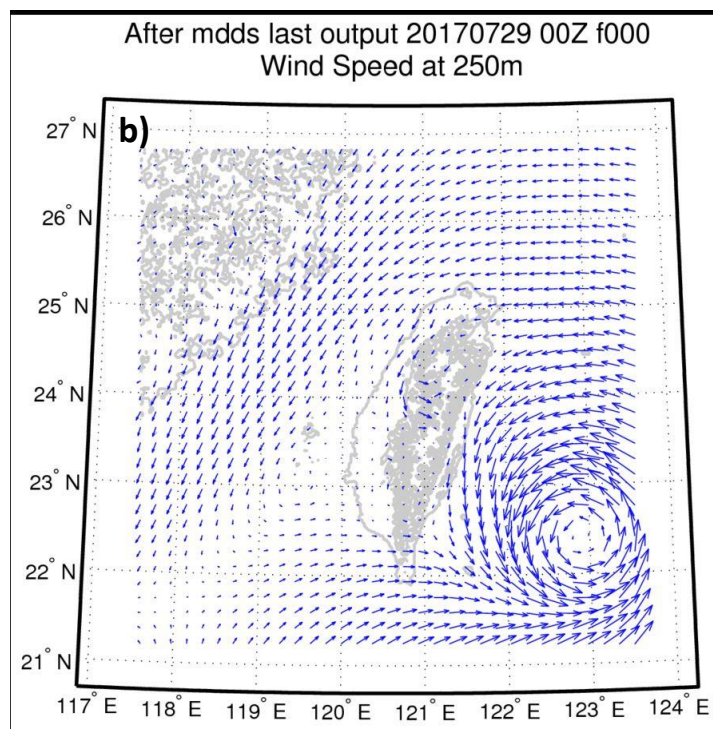 After mdds last output 20170729 00Z f000
Wind Speed at 250m
b)
27° N
26° N
25° N
24° N
23° N
22° N
21° N
117° E 118° E 119° E 120° E 121° E 122° E 123° E 124° E